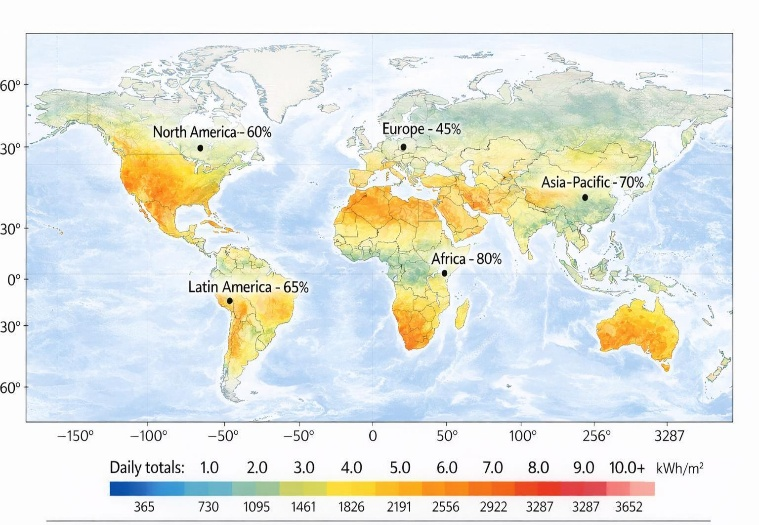 60°
North America - 60%
Europe - 45%
30°
Asia-Pacific - 70%
30°
Africa - 80%
0°
Latin America - 65%
30°
60°
-150° -100° -50° -50° 0 50° 100° 256° 3287
Daily totals: 1.0 2.0 3.0 4.0 5.0 6.0 7.0 8.0 9.0 10.0+ kWh/m²
365 730 1095 1461 1826 2191 2556 2922 3287 3287 3652